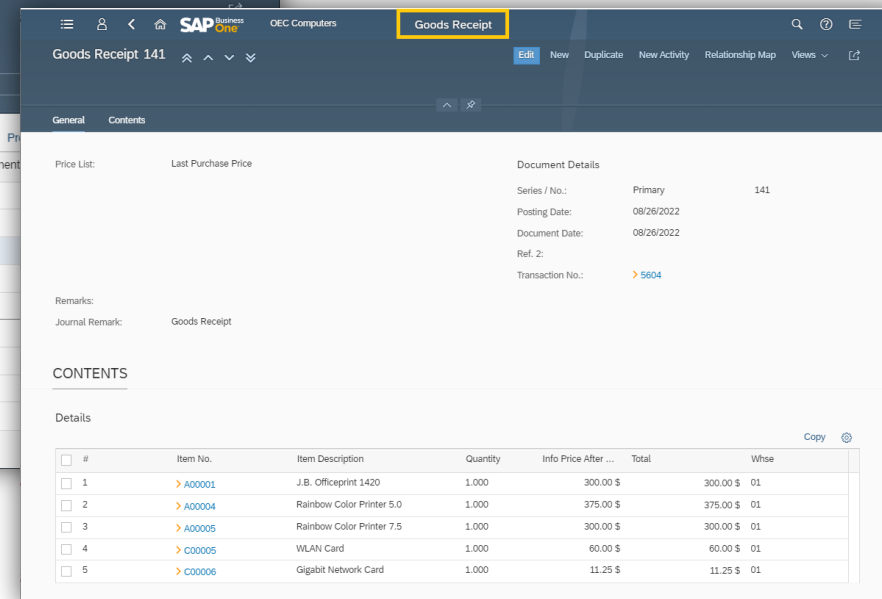 SAP Business One OEC Computers Goods Receipt
Goods Receipt 141 Edit New Duplicate New Activity Relationship Map Views
General Contents
Price List: Last Purchase Price Document Details
Series / No.: Primary 141
Posting Date: 08/26/2022
Document Date: 08/26/2022
Ref. 2:
Transaction No.: 5604
Remarks:
Journal Remark: Goods Receipt
CONTENTS
Details
Copy
# Item No. Item Description Quantity Info Price After ... Total Whse
1 A00001 J.B. Officeprint 1420 1.000 300.00 $ 300.00 $ 01
2 A00004 Rainbow Color Printer 5.0 1.000 375.00 $ 375.00 $ 01
3 A00005 Rainbow Color Printer 7.5 1.000 300.00 $ 300.00 $ 01
4 C00005 WLAN Card 1.000 60.00 $ 60.00 $ 01
5 C00006 Gigabit Network Card 1.000 11.25 $ 11.25 $ 01